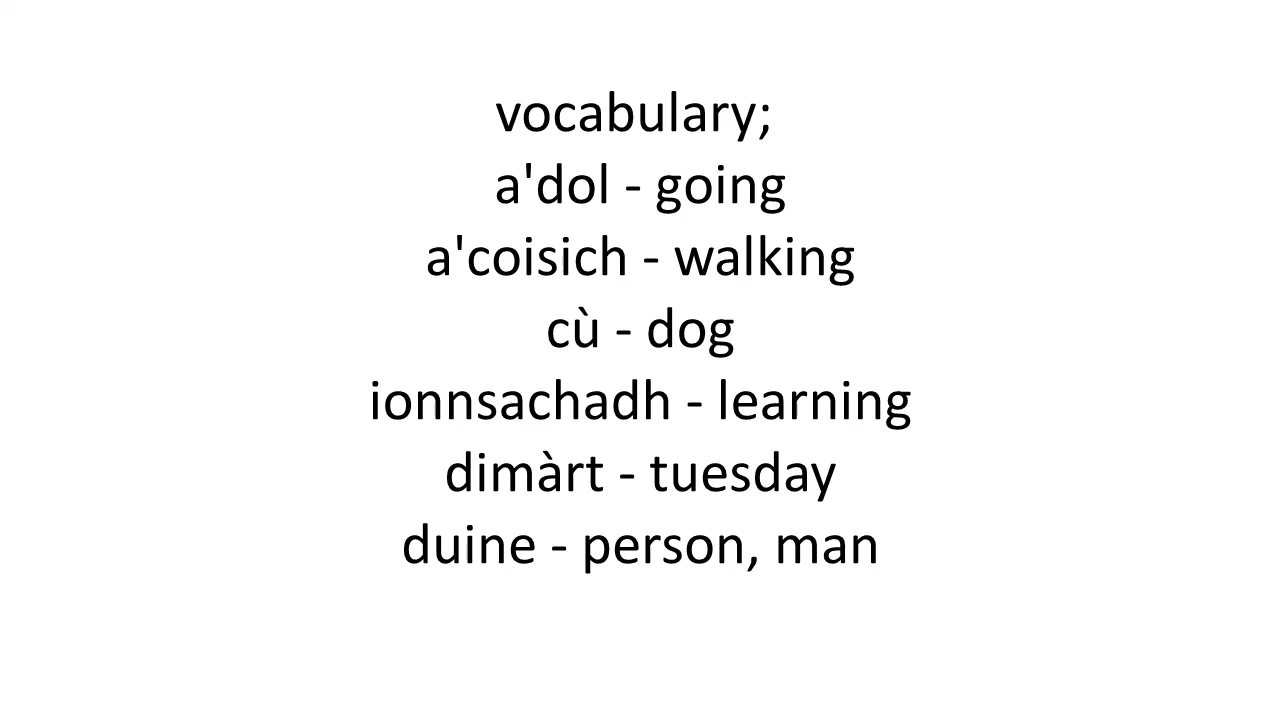 vocabulary;
a'dol - going
a'coisich - walking
cù - dog
ionnsachadh - learning
dimàrt - tuesday
duine - person, man